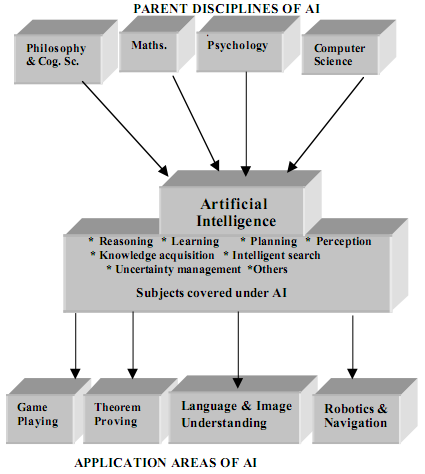 PARENT DISCIPLINES OF AI
Philosophy
& Cog. Sc.
Maths.
Psychology
Computer
Science
Artificial
Intelligence
* Reasoning * Learning * Planning * Perception
* Knowledge acquisition * Intelligent search
* Uncertainty management *Others
Subjects covered under AI
Game
Playing
Theorem
Proving
Language & Image
Understanding
Robotics &
Navigation
APPLICATION AREAS OF AI